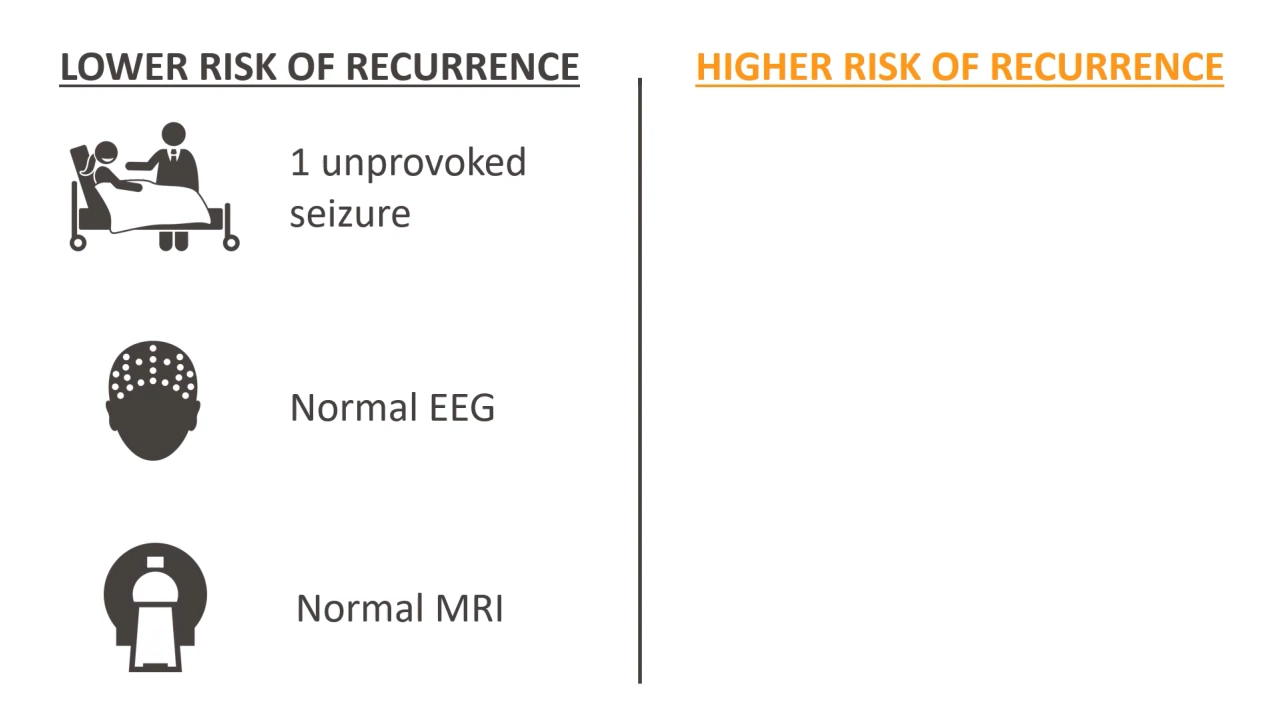 LOWER RISK OF RECURRENCE
1 unprovoked
seizure
Normal EEG
Normal MRI
HIGHER RISK OF RECURRENCE